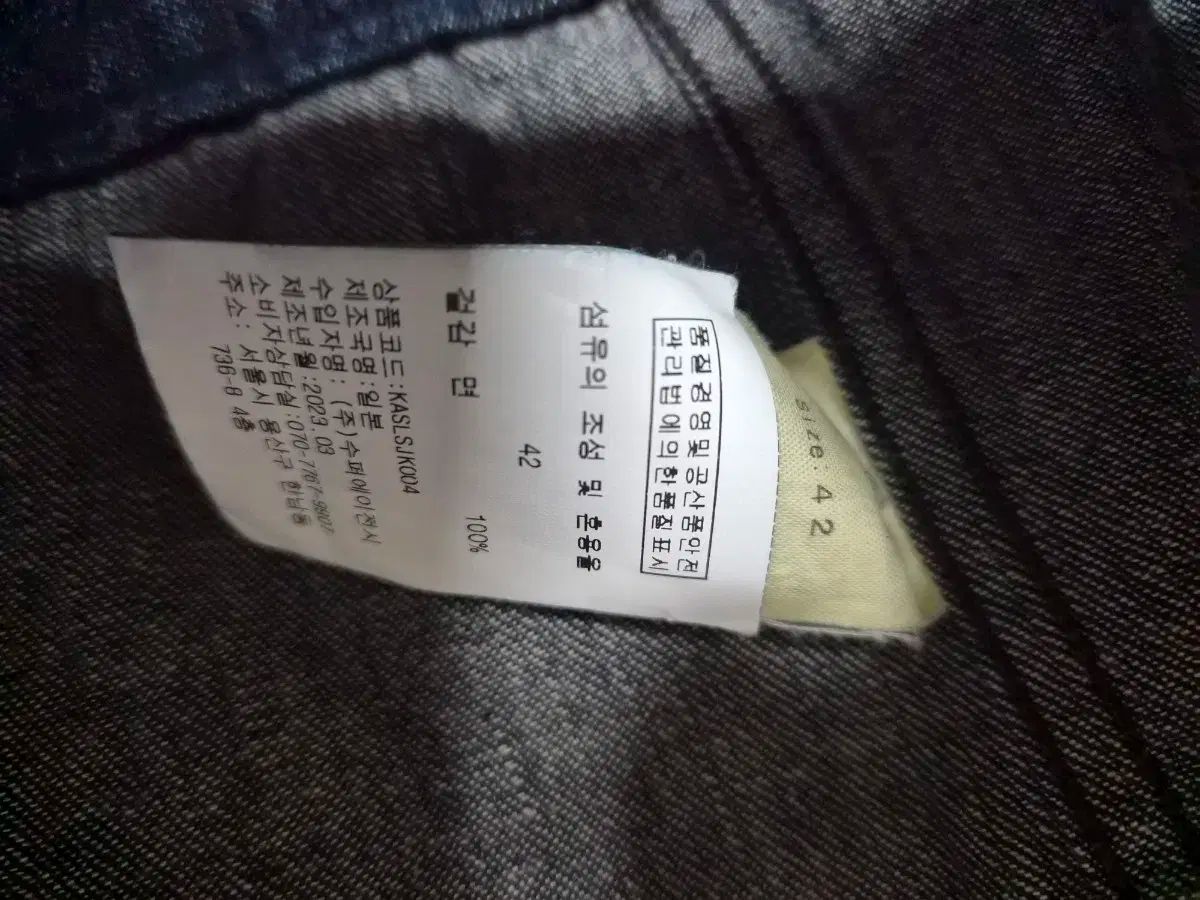 품질경영및공산품안전
관리법에의한품질표시
섬유의 조성 및 혼용율
42
겉감 면 100%
상품코드:KASLSJK004
제조국명:일본
수입자명: (주)수퍼에이전시
제조년월:2023.03
소비자상담실:070-7767-
주소: 서울시 용산구 한남동
736-8 4층
size:42